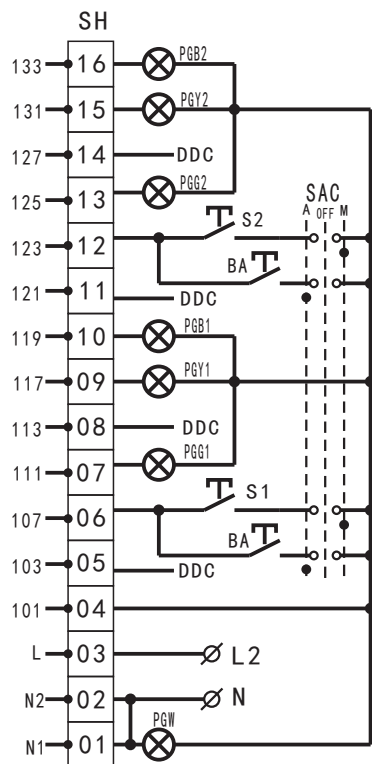 SH
133 16 PGB2
131 15 PGY2
127 14 DDC
125 13 PGG2
SAC
A OFF M
123 12 S2
BA
121 11 DDC
119 10 PGB1
117 09 PGY1
113 08 DDC
111 07 PGG1
107 06 S1
BA
103 05 DDC
101 04
L 03 L2
N2 02 N
PGW
N1 01